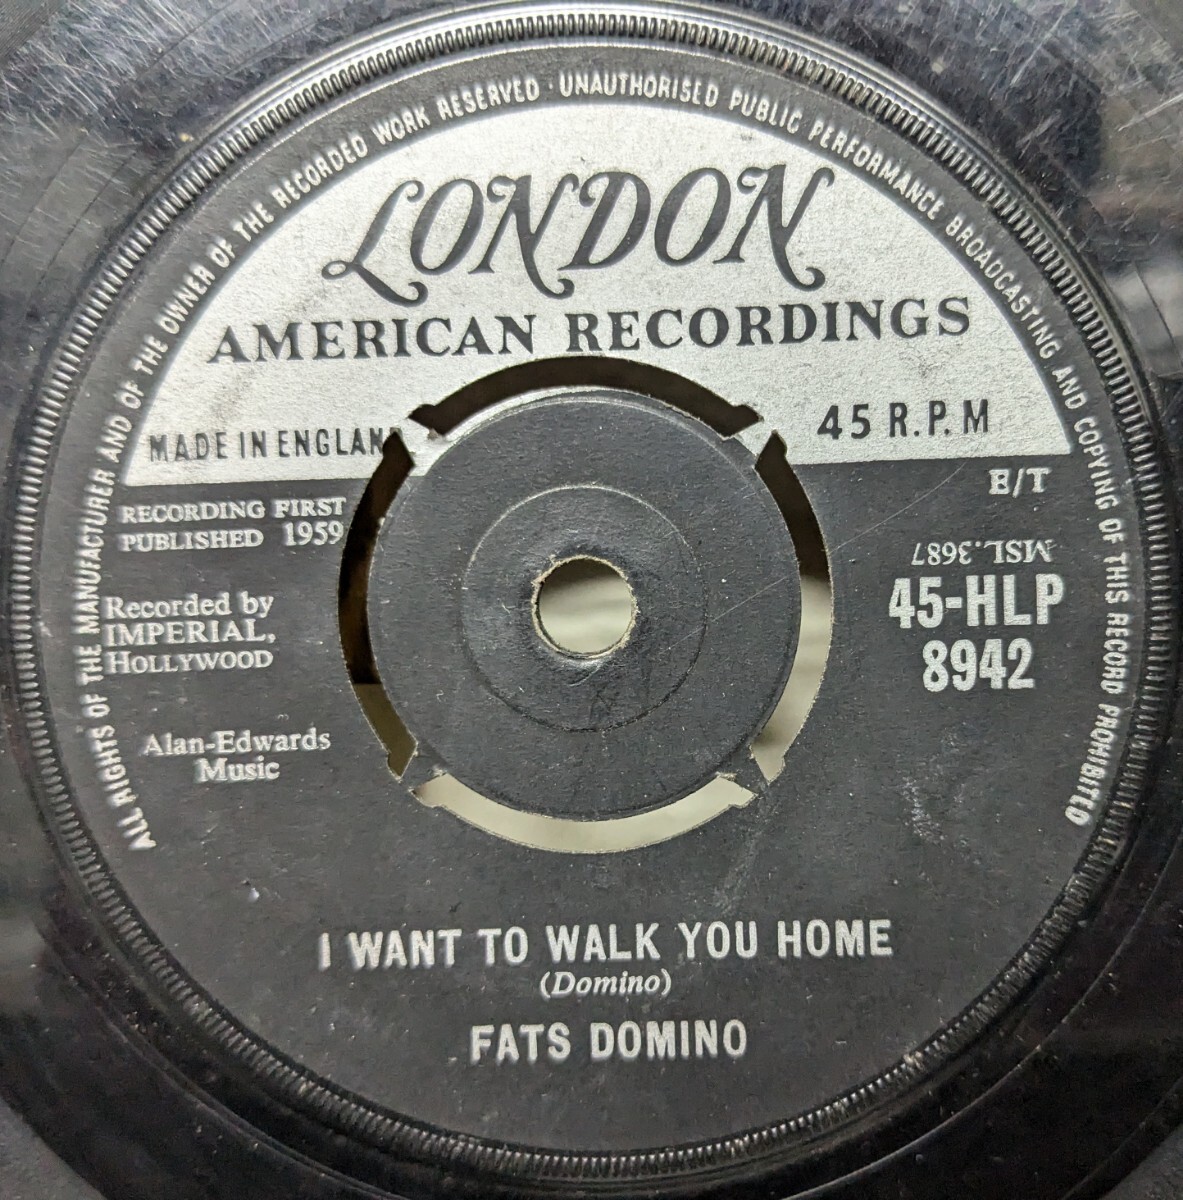 ALL RIGHTS OF THE MANUFACTURER AND OF THE OWNER OF THE RECORDED WORK RESERVED · UNAUTHORISED PUBLIC PERFORMANCE BROADCASTING AND COPYING OF THIS RECORD PROHIBITED
LONDON
AMERICAN RECORDINGS
MADE IN ENGLAND
45 R.P.M
E/T
RECORDING FIRST
PUBLISHED 1959
MSL.3687
45-HLP
8942
Recorded by
IMPERIAL,
HOLLYWOOD
Alan-Edwards
Music
I WANT TO WALK YOU HOME
(Domino)
FATS DOMINO